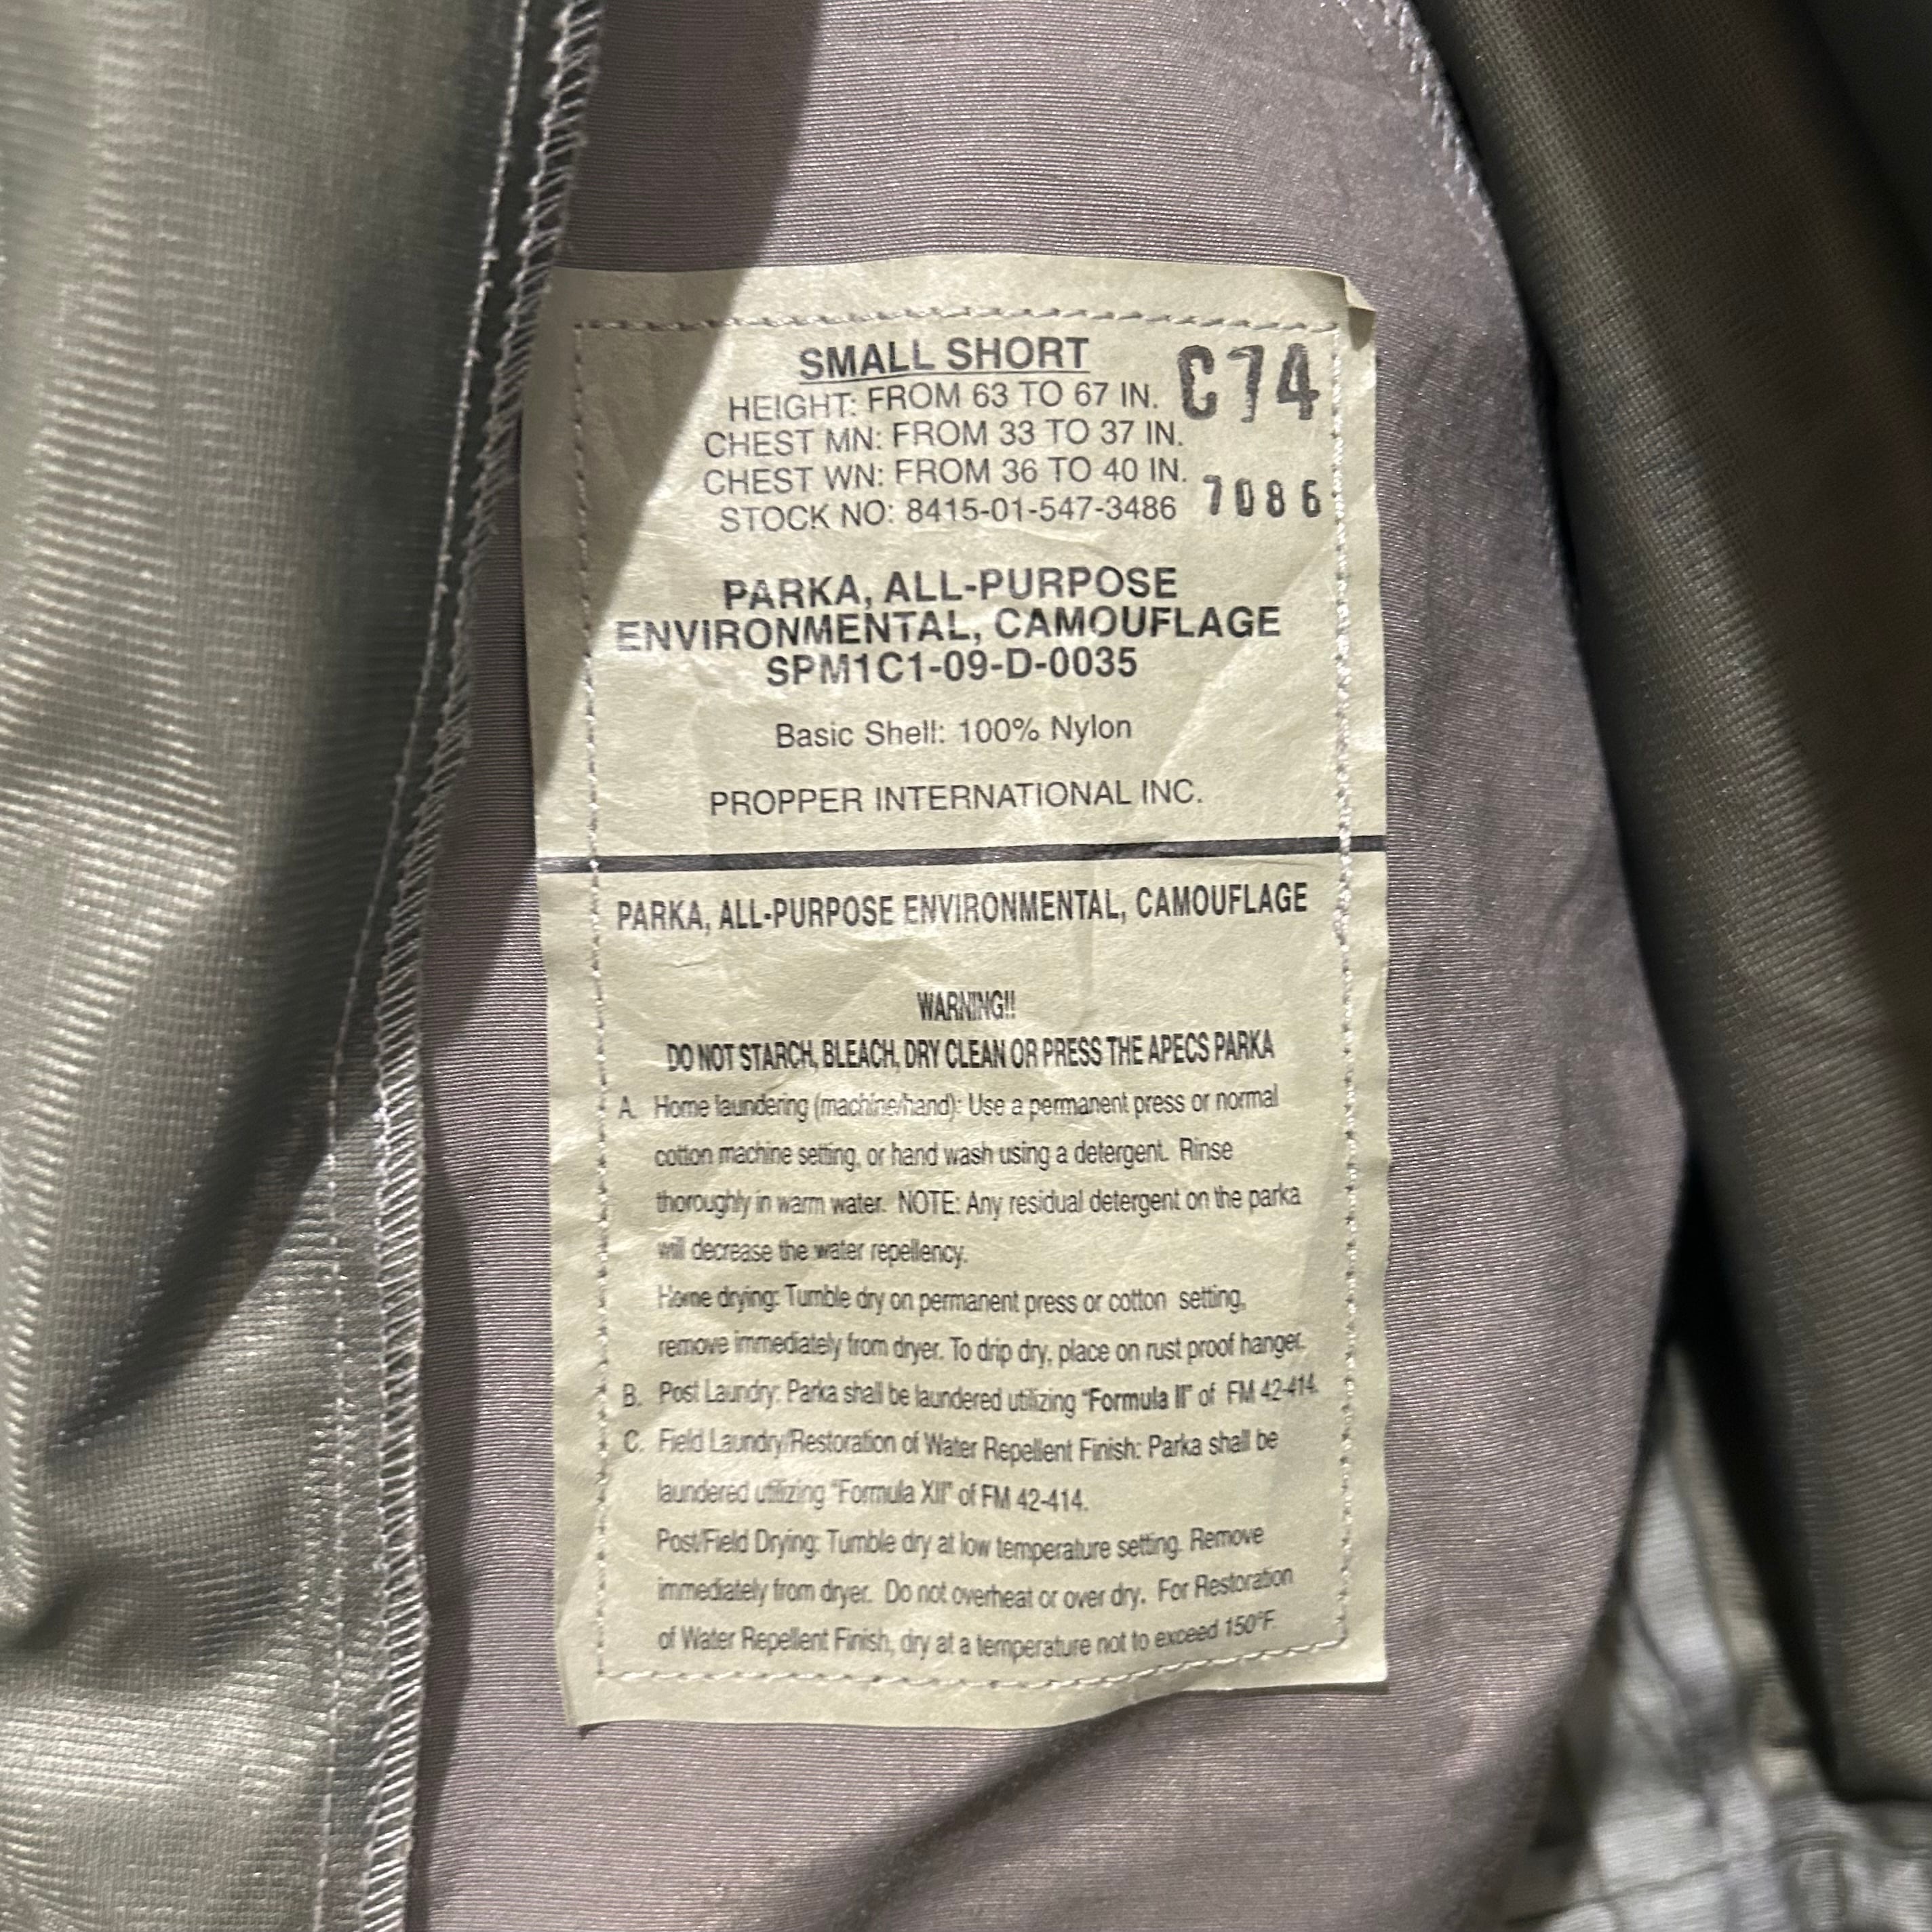 SMALL SHORT
C74
HEIGHT: FROM 63 TO 67 IN.
CHEST MN: FROM 33 TO 37 IN.
CHEST WN: FROM 36 TO 40 IN.
STOCK NO: 8415-01-547-3486
7086
PARKA, ALL-PURPOSE
ENVIRONMENTAL, CAMOUFLAGE
SPM1C1-09-D-0035
Basic Shell: 100% Nylon
PROPPER INTERNATIONAL INC.
PARKA, ALL-PURPOSE ENVIRONMENTAL, CAMOUFLAGE
WARNING!!
DO NOT STARCH, BLEACH, DRY CLEAN OR PRESS THE APECS PARKA
A. Home laundering (machine/hand): Use a permanent press or normal
cotton machine setting, or hand wash using a detergent. Rinse
thoroughly in warm water. NOTE: Any residual detergent on the parka
will decrease the water repellency.
Home drying: Tumble dry on permanent press or cotton setting,
remove immediately from dryer. To drip dry, place on rust proof hanger.
B. Post Laundry: Parka shall be laundered utilizing "Formula II" of FM 42-414.
C. Field Laundry/Restoration of Water Repellent Finish: Parka shall be
laundered utilizing "Formula XII" of FM 42-414.
Post/Field Drying: Tumble dry at low temperature setting. Remove
immediately from dryer. Do not overheat or over dry. For Restoration
of Water Repellent Finish, dry at a temperature not to exceed 150°F.